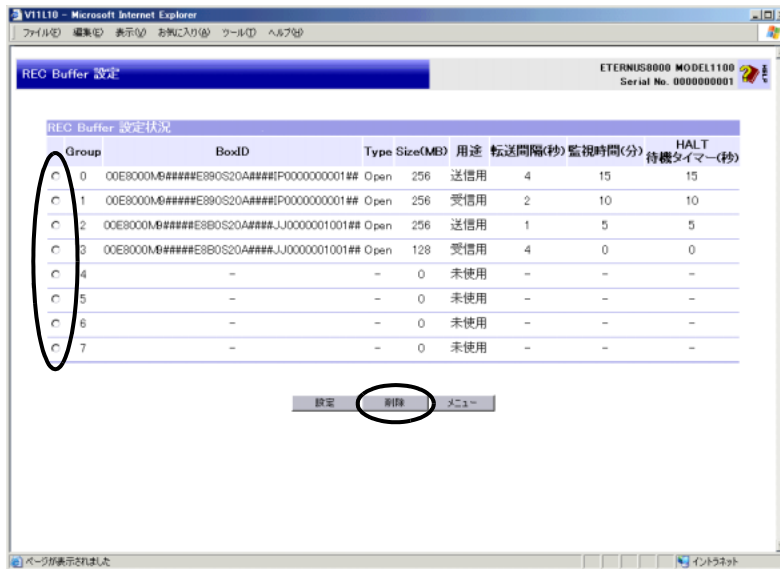 V11L10 - Microsoft Internet Explorer
ファイル(F) 編集(E) 表示(V) お気に入り(A) ツール(T) ヘルプ(H)
REC Buffer 設定
ETERNUS8000 MODEL1100
Serial No. 0000000001
HELP
REC Buffer 設定状況
Group BoxID Type Size(MB) 用途 転送間隔(秒) 監視時間(分) HALT 待機タイマー(秒)
0 00E8000M9#####E890S20A####IP0000000001## Open 256 送信用 4 15 15
1 00E8000M9#####E890S20A####IP0000000001## Open 256 受信用 2 10 10
2 00E8000M9#####E8B0S20A####JJ0000001001## Open 256 送信用 1 5 5
3 00E8000M9#####E8B0S20A####JJ0000001001## Open 128 受信用 4 0 0
4 - - 0 未使用 - - -
5 - - 0 未使用 - - -
6 - - 0 未使用 - - -
7 - - 0 未使用 - - -
設定 削除 メニュー
ページが表示されました イントラネット